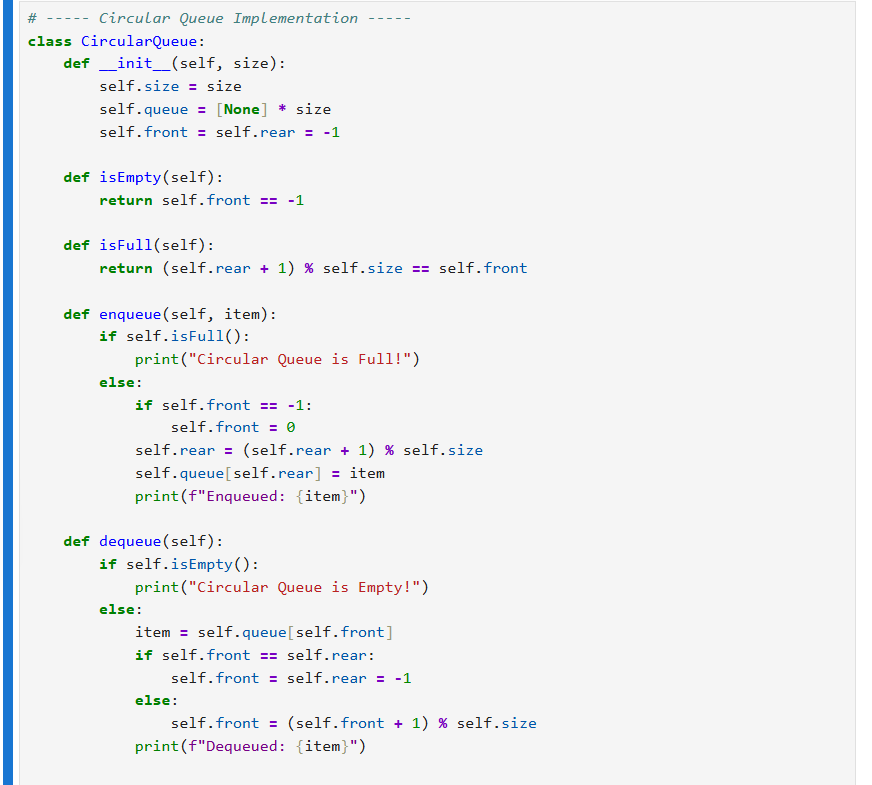 # ----- Circular Queue Implementation -----
class CircularQueue:
    def __init__(self, size):
        self.size = size
        self.queue = [None] * size
        self.front = self.rear = -1

    def isEmpty(self):
        return self.front == -1

    def isFull(self):
        return (self.rear + 1) % self.size == self.front

    def enqueue(self, item):
        if self.isFull():
            print("Circular Queue is Full!")
        else:
            if self.front == -1:
                self.front = 0
            self.rear = (self.rear + 1) % self.size
            self.queue[self.rear] = item
            print(f"Enqueued: {item}")

    def dequeue(self):
        if self.isEmpty():
            print("Circular Queue is Empty!")
        else:
            item = self.queue[self.front]
            if self.front == self.rear:
                self.front = self.rear = -1
            else:
                self.front = (self.front + 1) % self.size
            print(f"Dequeued: {item}")